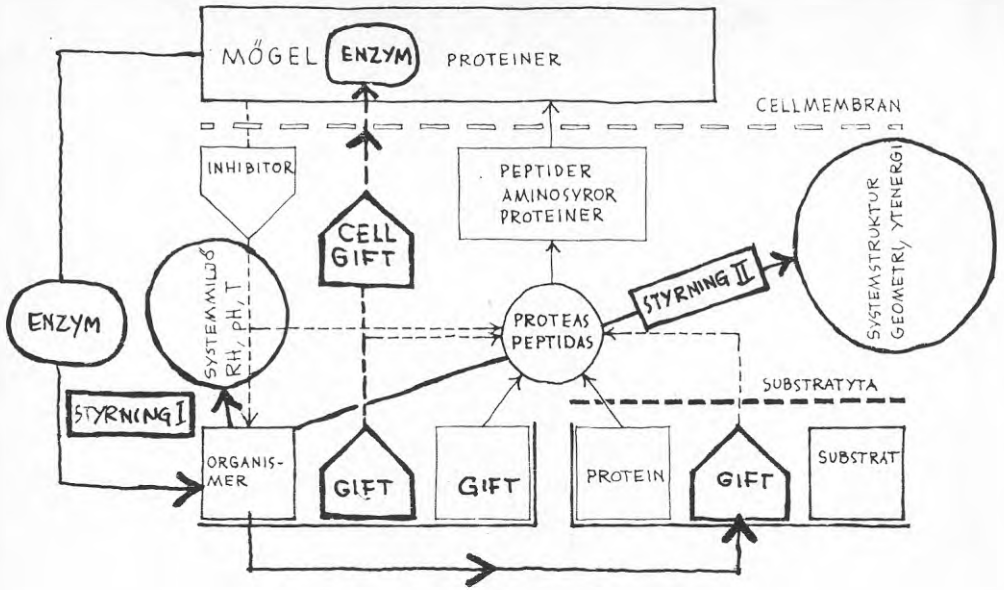 MÖGEL ENZYM PROTEINER
CELLMEMBRAN
INHIBITOR
PEPTIDER
AMINOSYROR
PROTEINER
SYSTEMSTRUKTUR
GEOMETRI, YTENERGI
CELL
GIFT
STYRNING II
SYSTEMMILJÖ
RH, PH, T
ENZYM
PROTEAS
PEPTIDAS
SUBSTRATYTA
STYRNING I
ORGANIS-
MER
GIFT
GIFT
PROTEIN
GIFT
SUBSTRAT